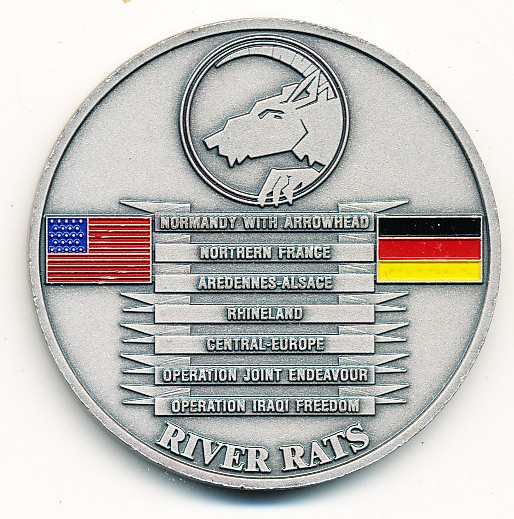 NORMANDY WITH ARROWHEAD
NORTHERN FRANCE
AREDENNES-ALSACE
RHINELAND
CENTRAL-EUROPE
OPERATION JOINT ENDEAVOUR
OPERATION IRAQI FREEDOM
RIVER RATS